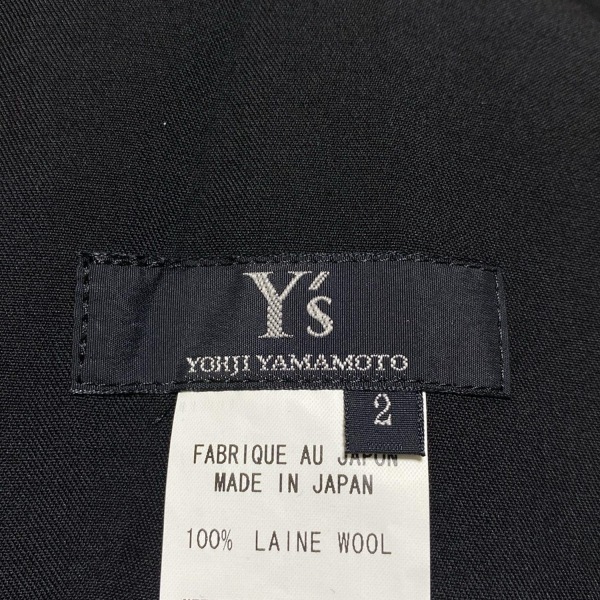 Y's
YOHJI YAMAMOTO
2
FABRIQUE AU JAPON
MADE IN JAPAN
100% LAINE WOOL